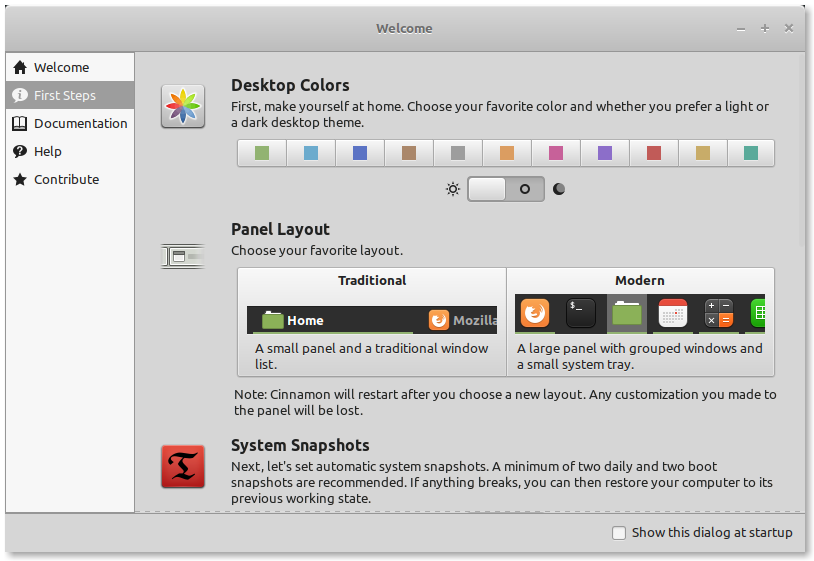 Welcome
Welcome
First Steps
Documentation
Help
Contribute
Desktop Colors
First, make yourself at home. Choose your favorite color and whether you prefer a light or
a dark desktop theme.
Panel Layout
Choose your favorite layout.
Traditional
Home
Mozilla
A small panel and a traditional window
list.
Modern
$_
A large panel with grouped windows and
a small system tray.
Note: Cinnamon will restart after you choose a new layout. Any customization you made to
the panel will be lost.
System Snapshots
Next, let's set automatic system snapshots. A minimum of two daily and two boot
snapshots are recommended. If anything breaks, you can then restore your computer to its
previous working state.
Show this dialog at startup